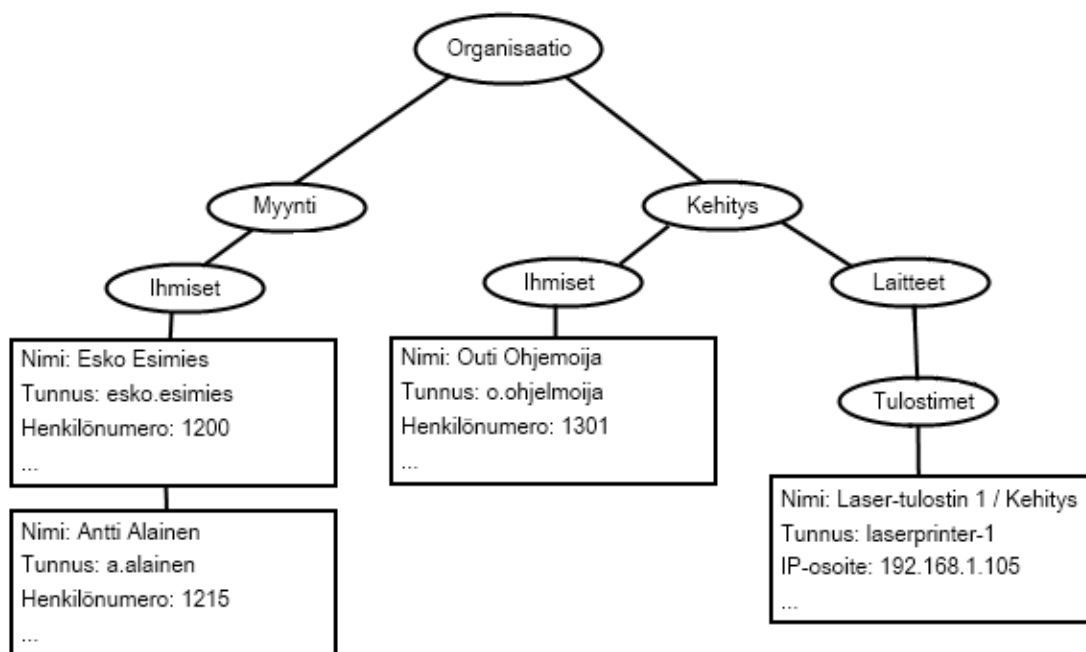 Organisaatio
Myynti
Kehitys
Ihmiset
Ihmiset
Laitteet
Nimi: Esko Esimies
Tunnus: esko.esimies
Henkilönumero: 1200
...
Nimi: Outi Ohjemoija
Tunnus: o.ohjelmoija
Henkilönumero: 1301
...
Tulostimet
Nimi: Antti Alainen
Tunnus: a.alainen
Henkilönumero: 1215
...
Nimi: Laser-tulostin 1 / Kehitys
Tunnus: laserprinter-1
IP-osoite: 192.168.1.105
...